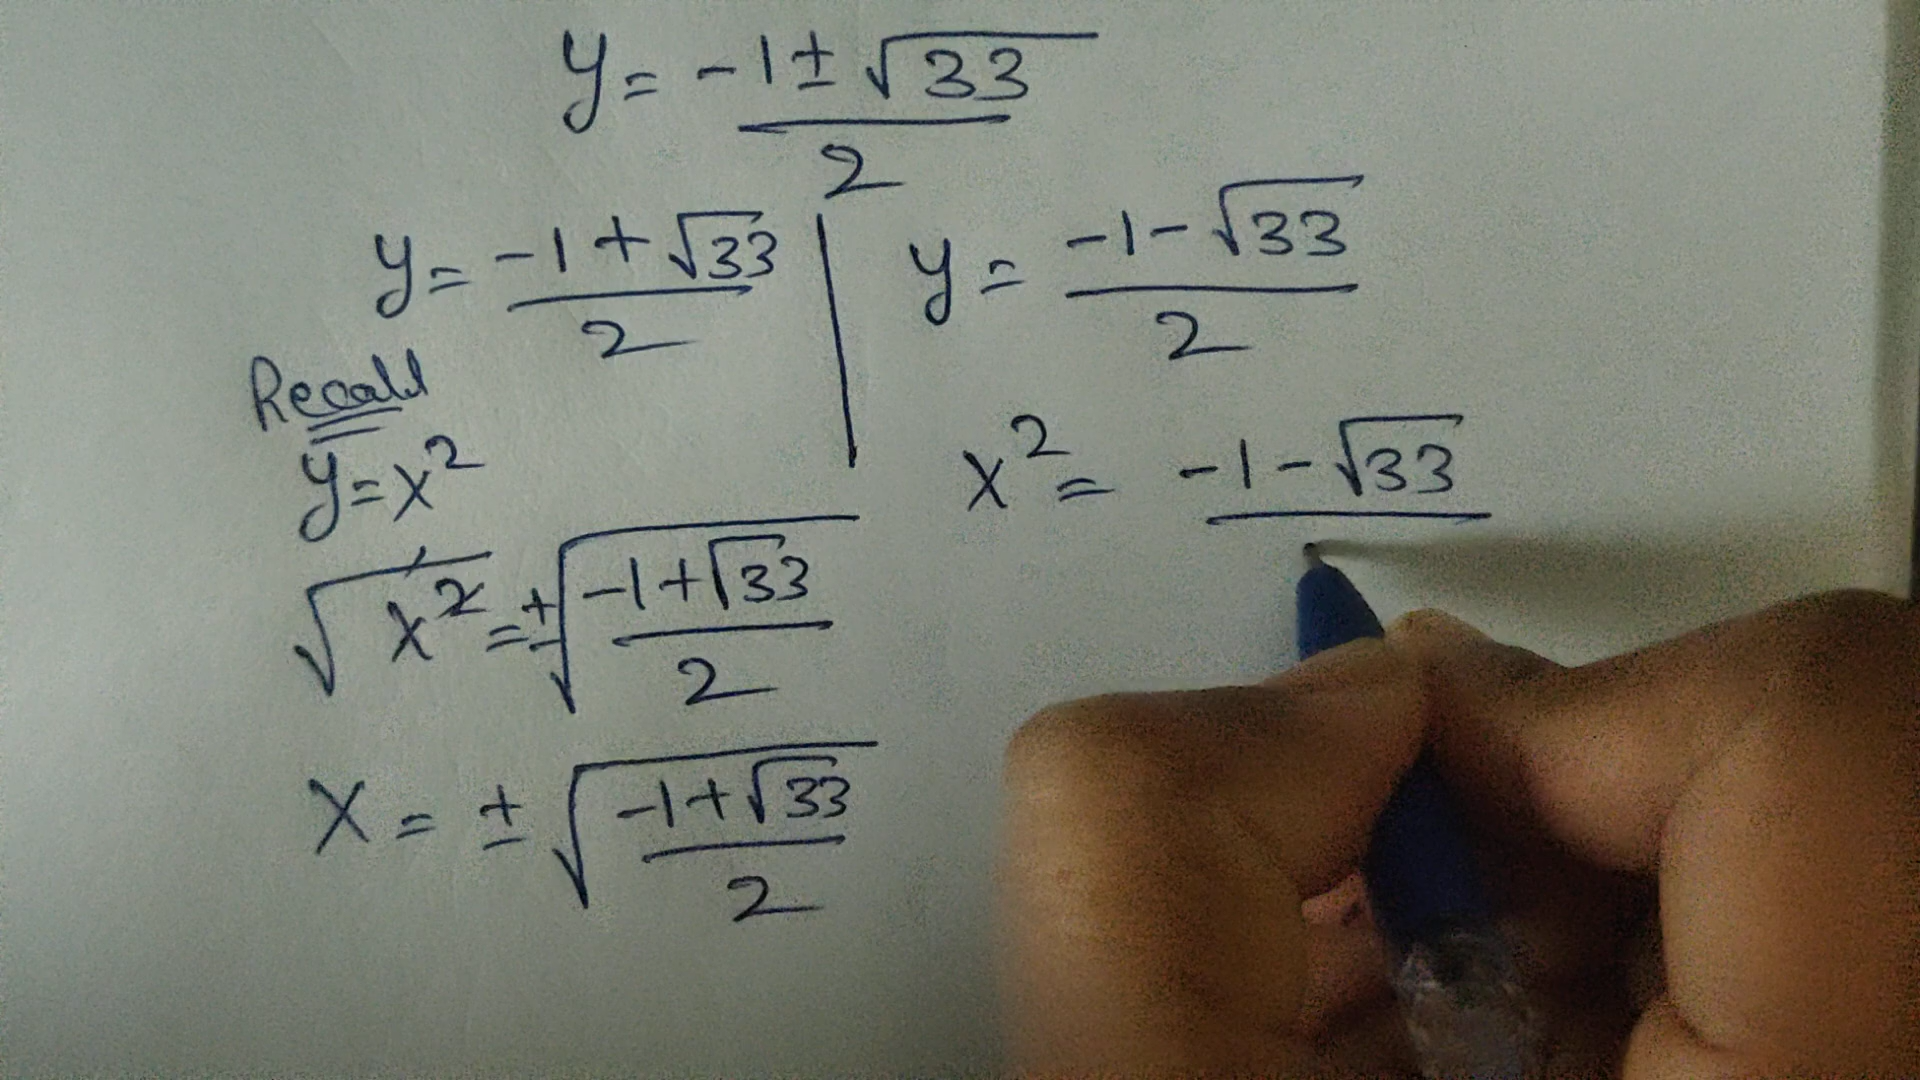 y = -1 ± √33
2
y = -1 + √33
2
Recall
y = x²
√x² = ± √-1 + √33
2
x = ± √-1 + √33
2
y = -1 - √33
2
x² = -1 - √33